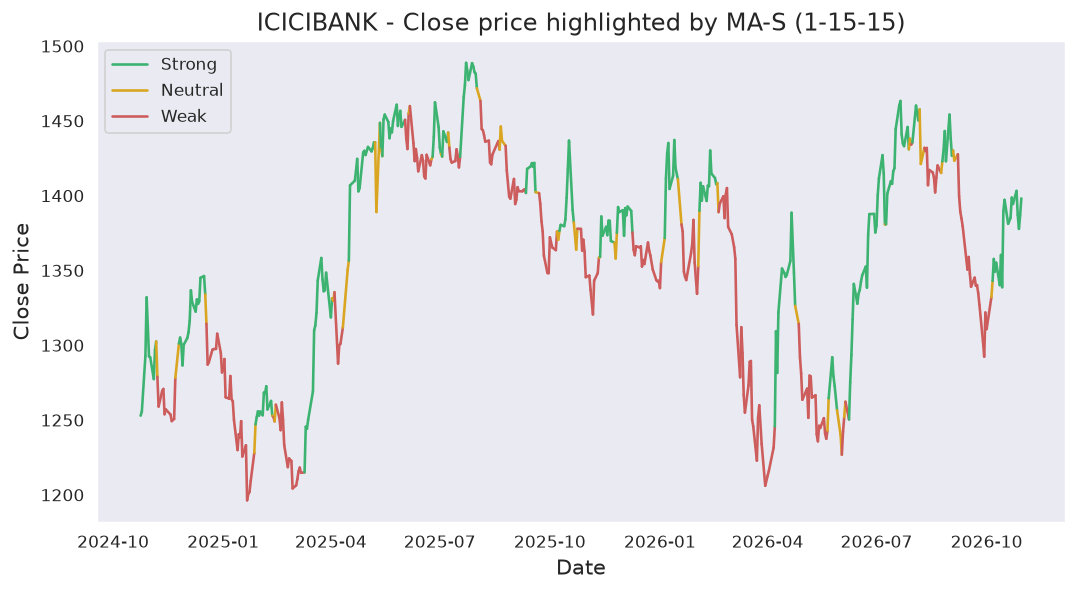 ICICIBANK - Close price highlighted by MA-S (1-15-15)
Strong
Neutral
Weak
Close Price
1500
1450
1400
1350
1300
1250
1200
2024-10 2025-01 2025-04 2025-07 2025-10 2026-01 2026-04 2026-07 2026-10
Date